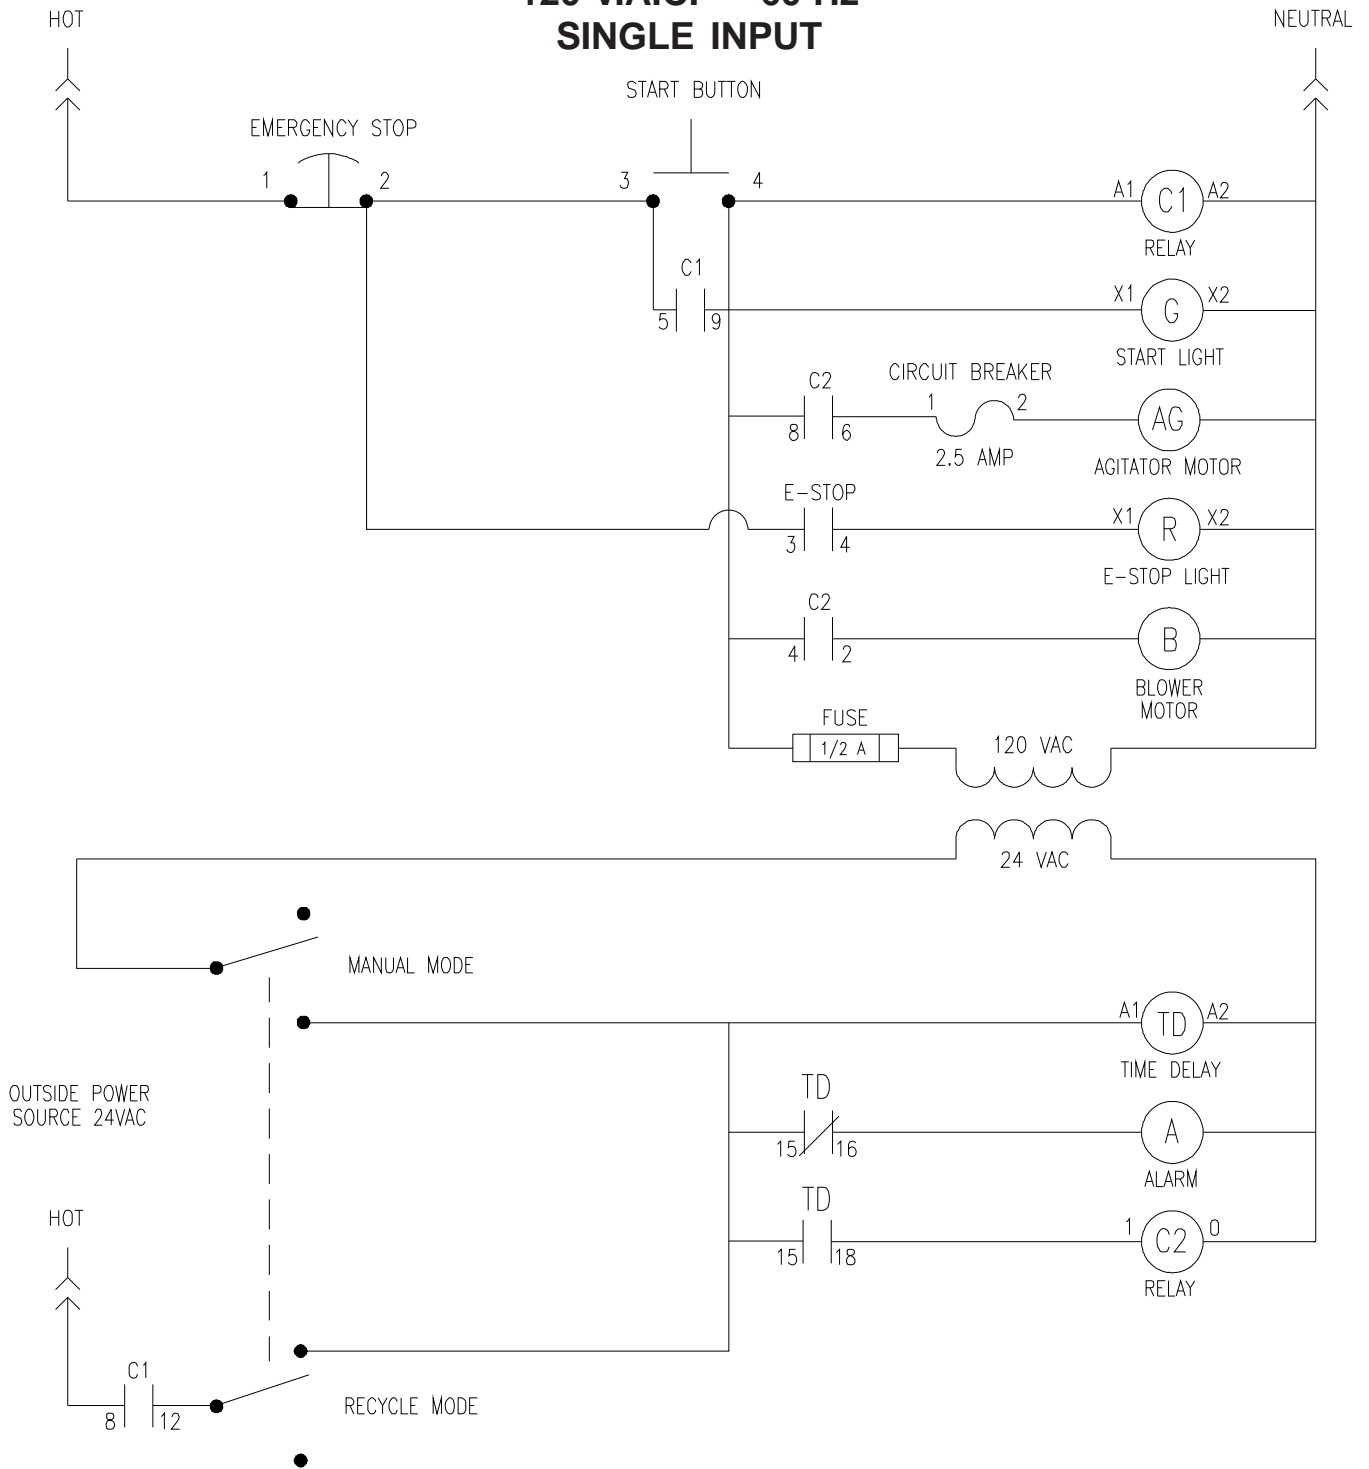 SINGLE INPUT
HOT
NEUTRAL
START BUTTON
EMERGENCY STOP
1
2
3
4
A1
C1
A2
RELAY
C1
5
9
X1
G
X2
START LIGHT
C2
8
6
CIRCUIT BREAKER
1
2
2.5 AMP
AG
AGITATOR MOTOR
E-STOP
3
4
X1
R
X2
E-STOP LIGHT
C2
4
2
B
BLOWER
MOTOR
FUSE
1/2 A
120 VAC
24 VAC
MANUAL MODE
A1
TD
A2
TIME DELAY
OUTSIDE POWER
SOURCE 24VAC
TD
15
16
A
ALARM
TD
15
18
1
C2
0
RELAY
HOT
C1
8
12
RECYCLE MODE